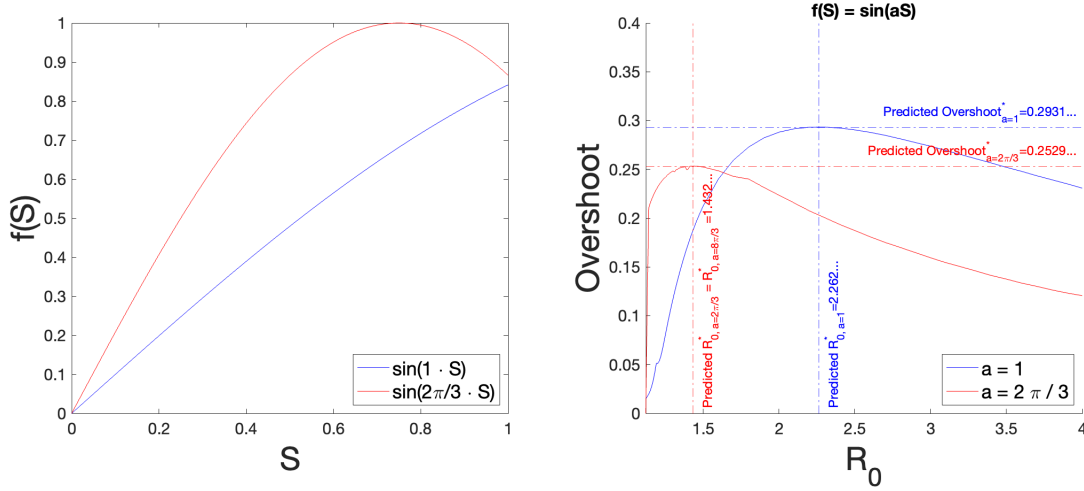 1
0.9
0.8
0.7
0.6
0.5
0.4
0.3
0.2
0.1
0
f(S)
0
0.2
0.4
0.6
0.8
1
S
sin(1 · S)
sin(2π/3 · S)
f(S) = sin(aS)
0.4
0.35
0.3
0.25
0.2
0.15
0.1
0.05
0
Overshoot
Predicted Overshoot*a=1=0.2931...
Predicted Overshoot*a=2π/3=0.2529...
Predicted R*0, a=2π/3 = R*0, a=8π/3 =1.432...
Predicted R*0, a=1=2.262...
1.5
2
2.5
3
3.5
4
R0
a = 1
a = 2 π / 3